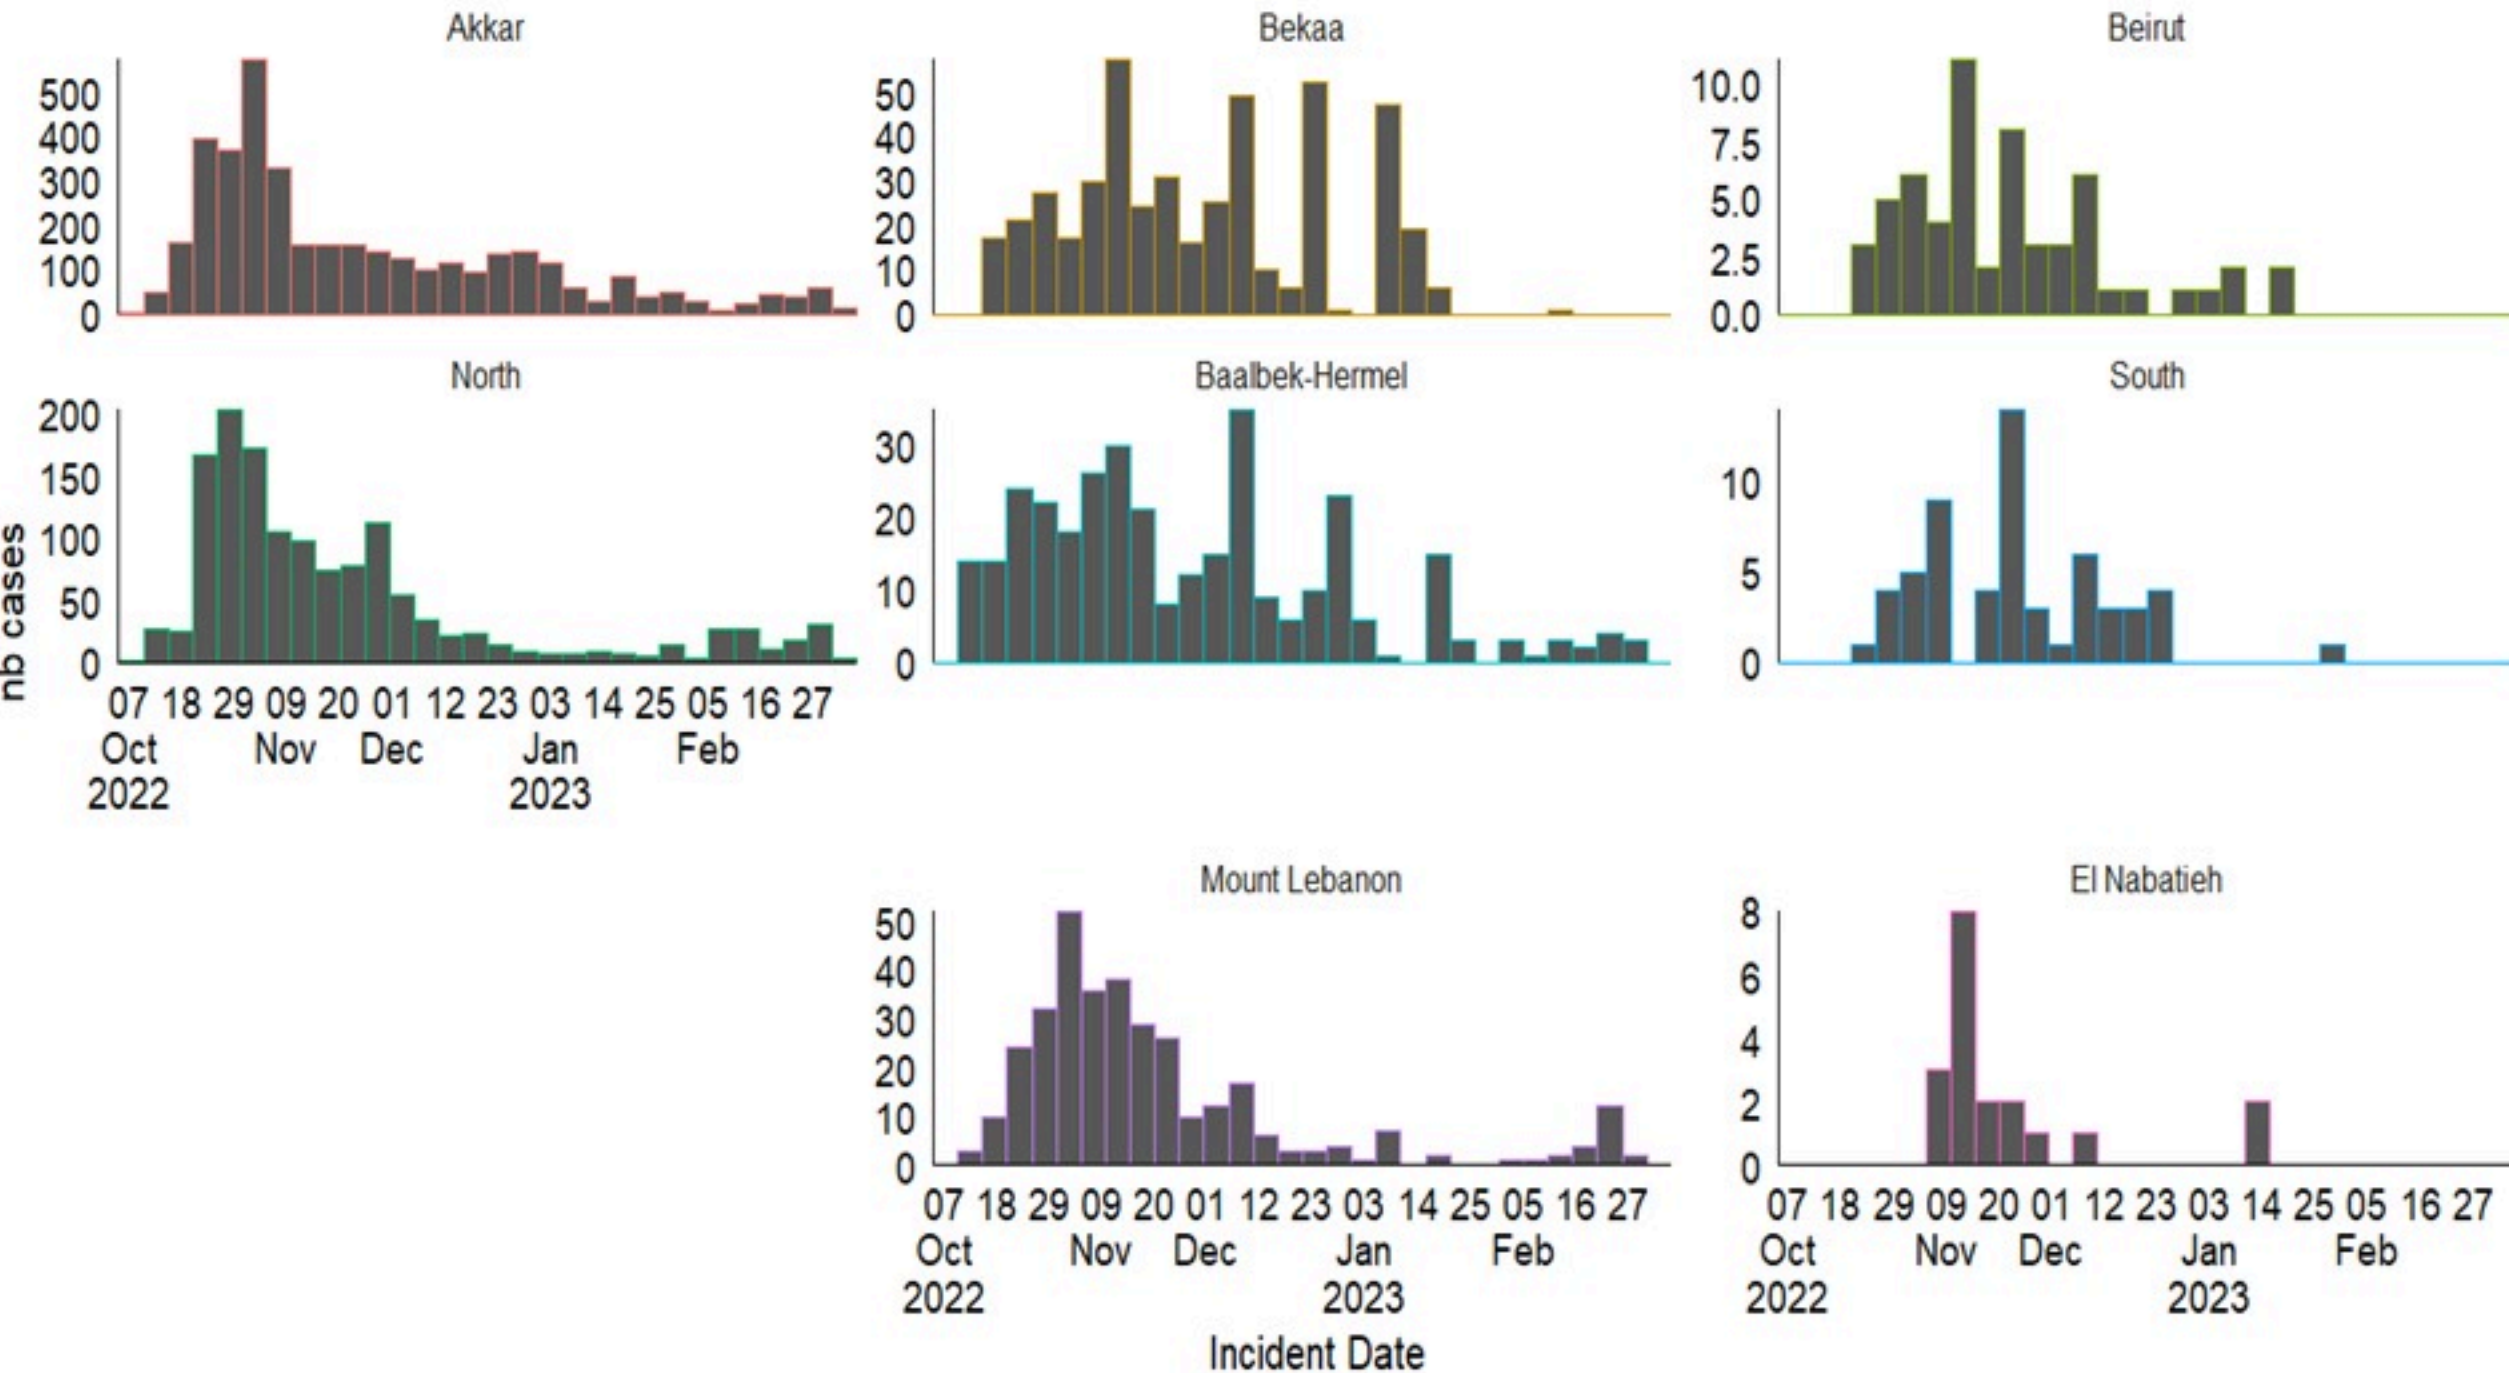 Akkar
Bekaa
Beirut
500
400
300
200
100
0
50
40
30
20
10
0
10.0
7.5
5.0
2.5
0.0
North
Baalbek-Hermel
South
nb cases
200
150
100
50
0
30
20
10
0
10
5
0
07 18 29 09 20 01 12 23 03 14 25 05 16 27
Oct Nov Dec Jan Feb
2022 2023
Mount Lebanon
El Nabatieh
50
40
30
20
10
0
8
6
4
2
0
07 18 29 09 20 01 12 23 03 14 25 05 16 27
Oct Nov Dec Jan Feb
2022 2023
07 18 29 09 20 01 12 23 03 14 25 05 16 27
Oct Nov Dec Jan Feb
2022 2023
Incident Date